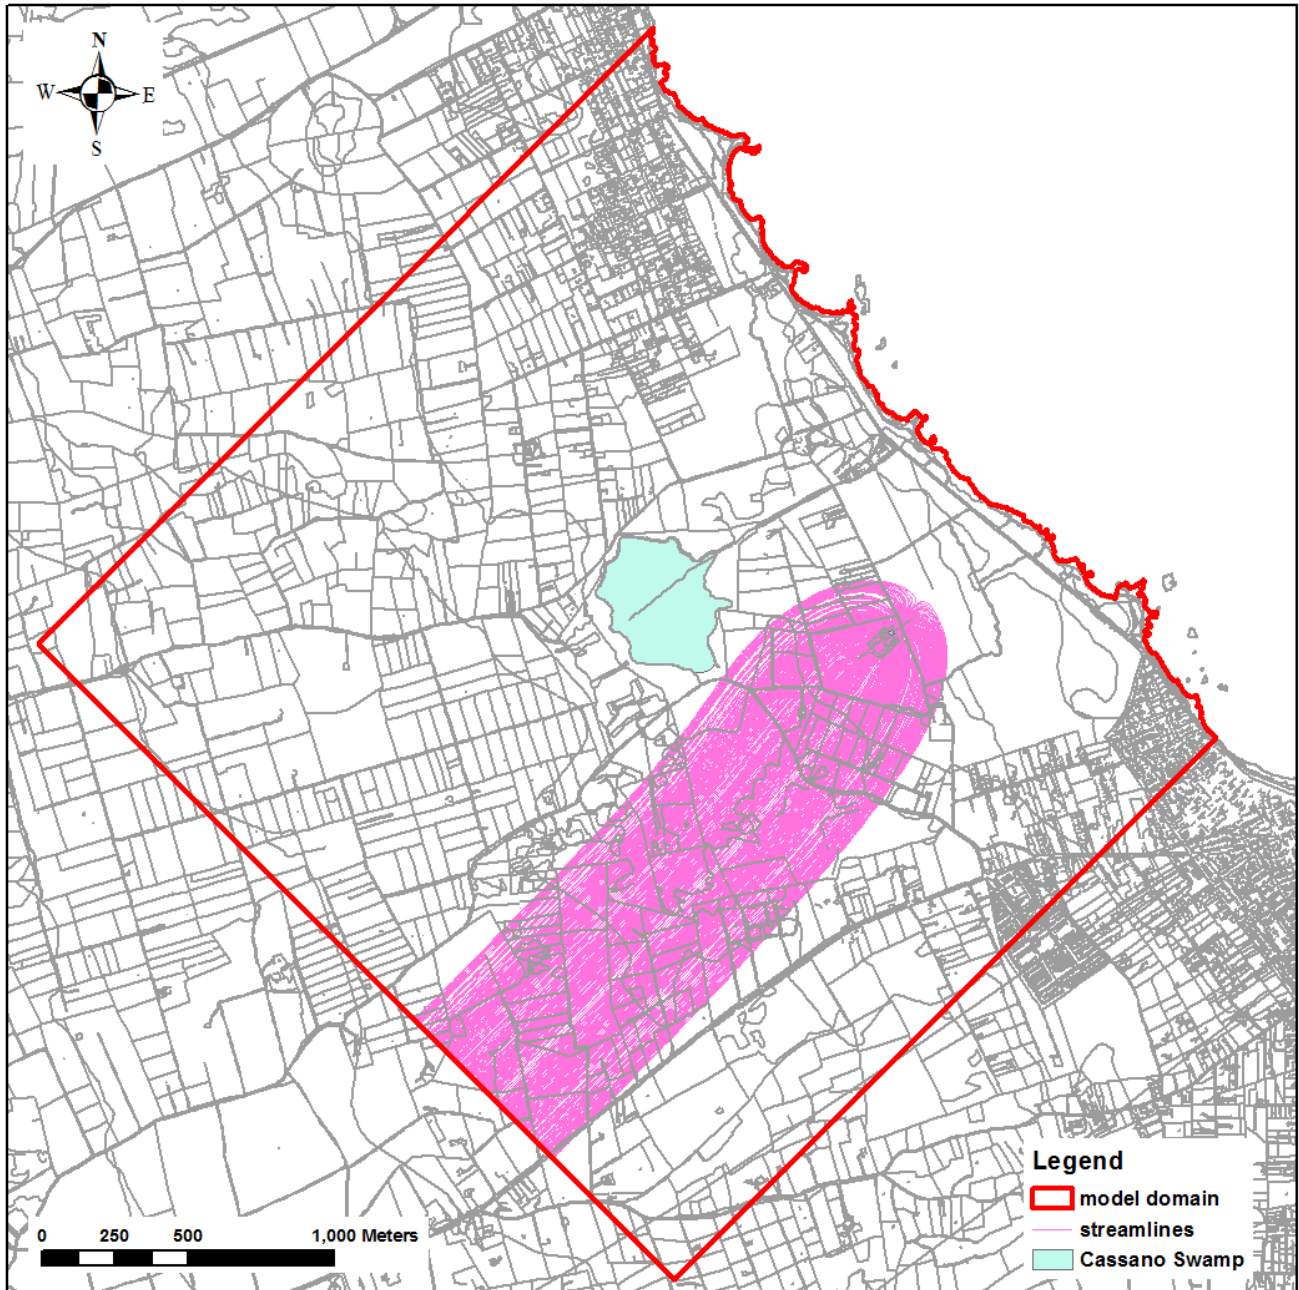 N
W E
S
Legend
model domain
streamlines
Cassano Swamp
0 250 500 1,000 Meters